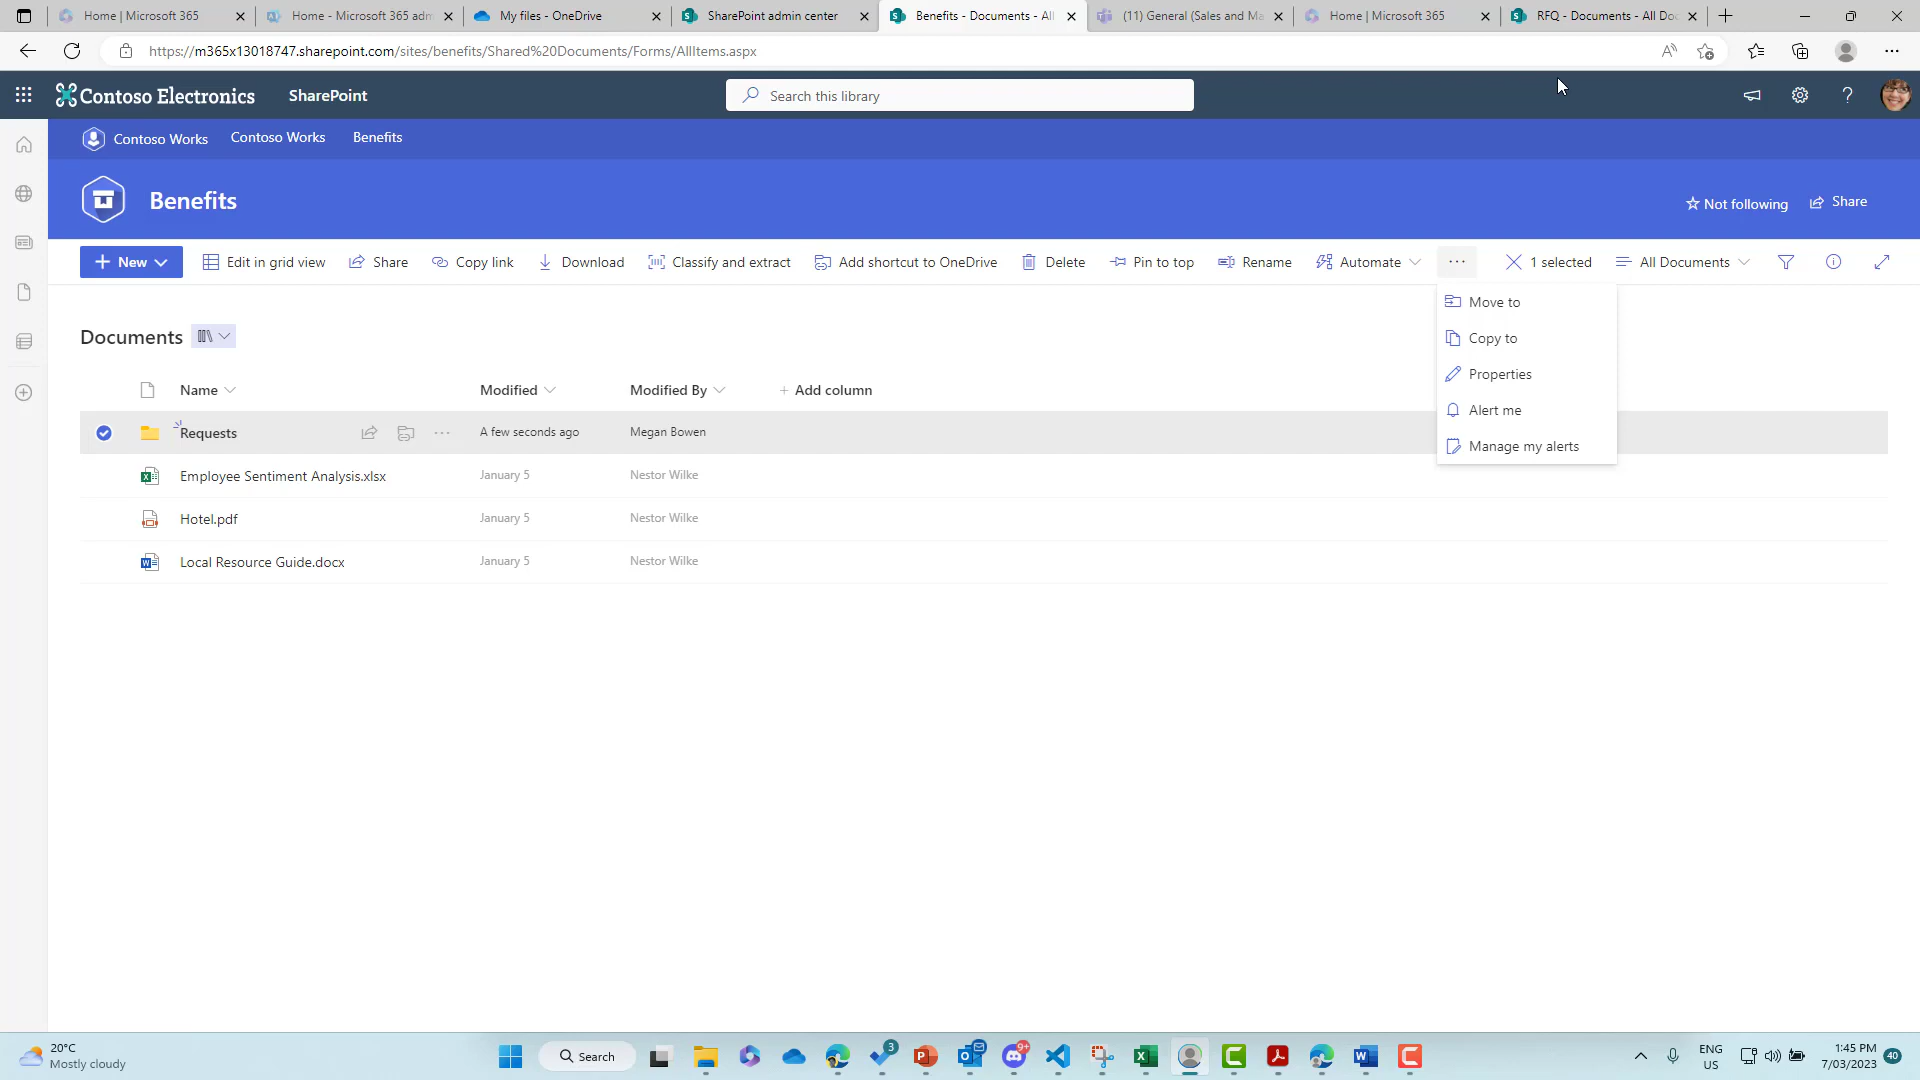 Home | Microsoft 365
Home - Microsoft 365 adm
My files - OneDrive
SharePoint admin center
Benefits - Documents - All
(11) General (Sales and Ma
Home | Microsoft 365
RFQ - Documents - All Doc
https://m365x13018747.sharepoint.com/sites/benefits/Shared%20Documents/Forms/AllItems.aspx
Contoso Electronics
SharePoint
Search this library
Contoso Works
Contoso Works
Benefits
Benefits
Not following
Share
New
Edit in grid view
Share
Copy link
Download
Classify and extract
Add shortcut to OneDrive
Delete
Pin to top
Rename
Automate
1 selected
All Documents
Move to
Copy to
Properties
Alert me
Manage my alerts
Documents
Name
Modified
Modified By
Add column
Requests
A few seconds ago
Megan Bowen
Employee Sentiment Analysis.xlsx
January 5
Nestor Wilke
Hotel.pdf
January 5
Nestor Wilke
Local Resource Guide.docx
January 5
Nestor Wilke
20°C
Mostly cloudy
Search
3
9+
ENG
US
1:45 PM
7/03/2023
40